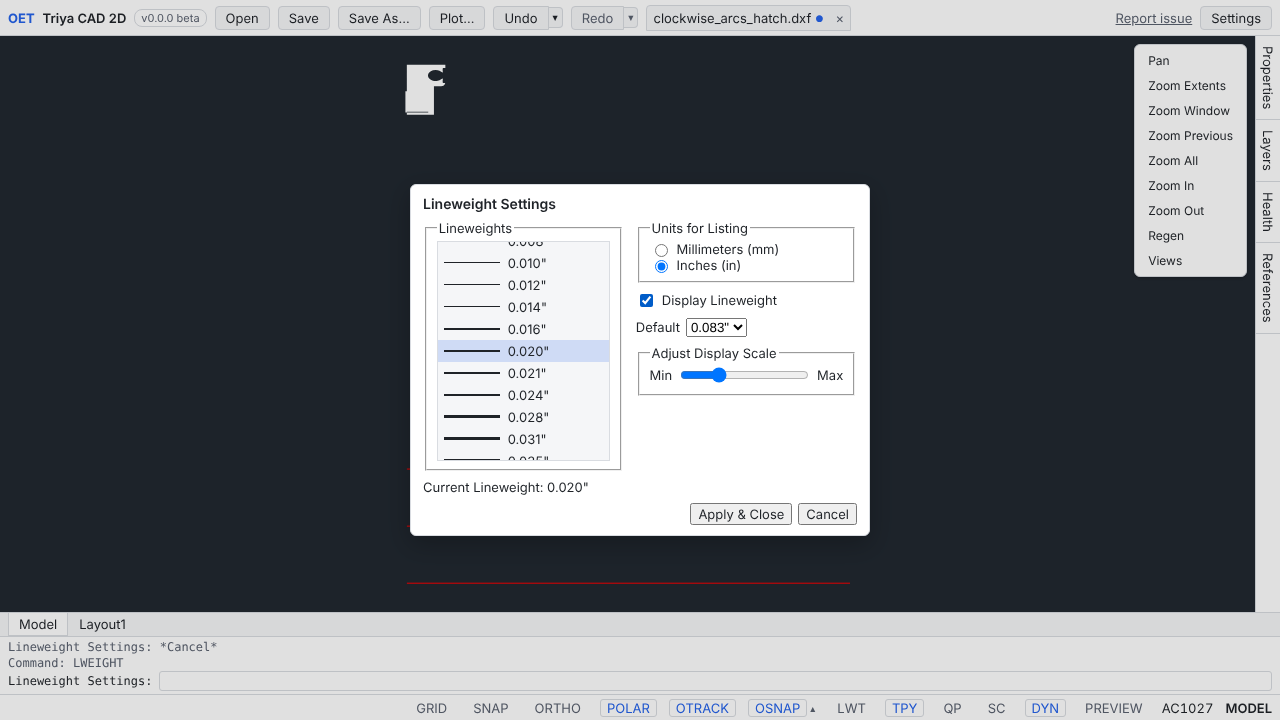 OET Triya CAD 2D v0.0.0 beta Open Save Save As... Plot... Undo ▾ Redo ▾ clockwise_arcs_hatch.dxf ● × Report issue Settings
Pan
Zoom Extents
Zoom Window
Zoom Previous
Zoom All
Zoom In
Zoom Out
Regen
Views
Properties
Layers
Health
References
Lineweight Settings
Lineweights
0.008"
0.010"
0.012"
0.014"
0.016"
0.020"
0.021"
0.024"
0.028"
0.031"
0.035"
Units for Listing
Millimeters (mm)
Inches (in)
Display Lineweight
Default 0.083"
Adjust Display Scale
Min Max
Current Lineweight: 0.020"
Apply & Close Cancel
Model Layout1
Lineweight Settings: *Cancel*
Command: LWEIGHT
Lineweight Settings:
GRID SNAP ORTHO POLAR OTRACK OSNAP ▴ LWT TPY QP SC DYN PREVIEW AC1027 MODEL